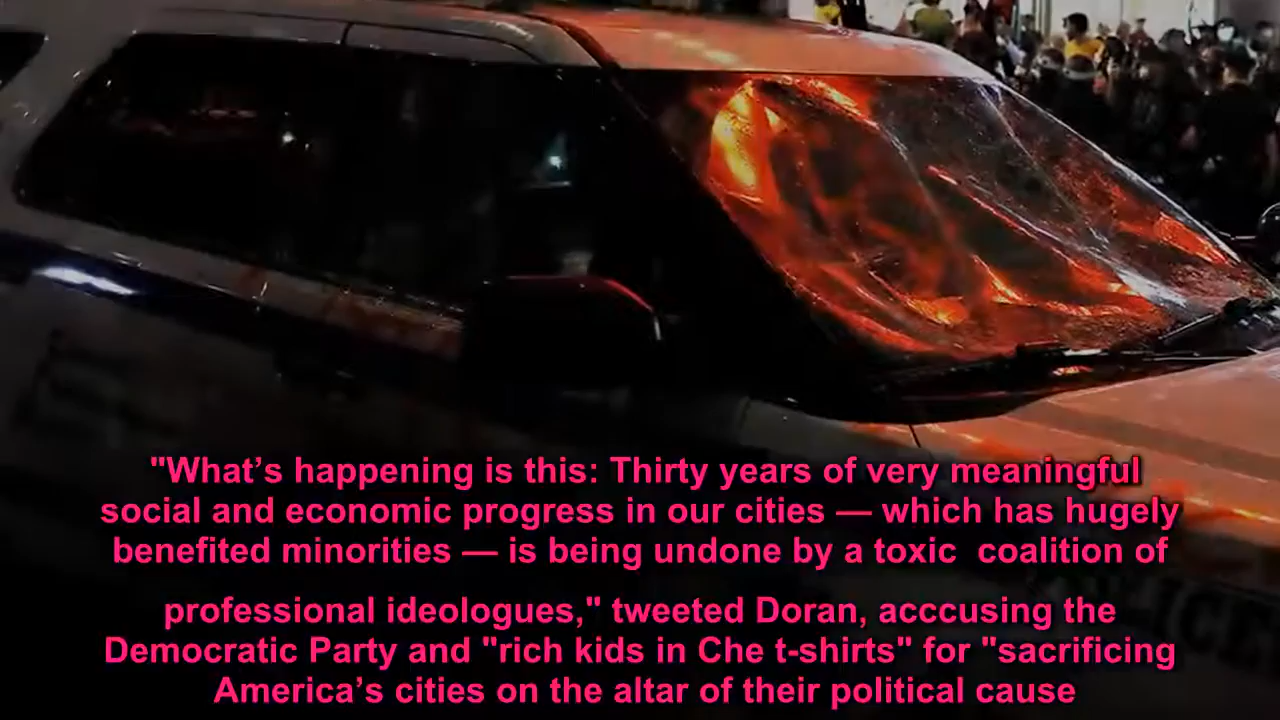 "What’s happening is this: Thirty years of very meaningful
social and economic progress in our cities — which has hugely
benefited minorities — is being undone by a toxic  coalition of
professional ideologues," tweeted Doran, acccusing the
Democratic Party and "rich kids in Che t-shirts" for "sacrificing
America’s cities on the altar of their political cause